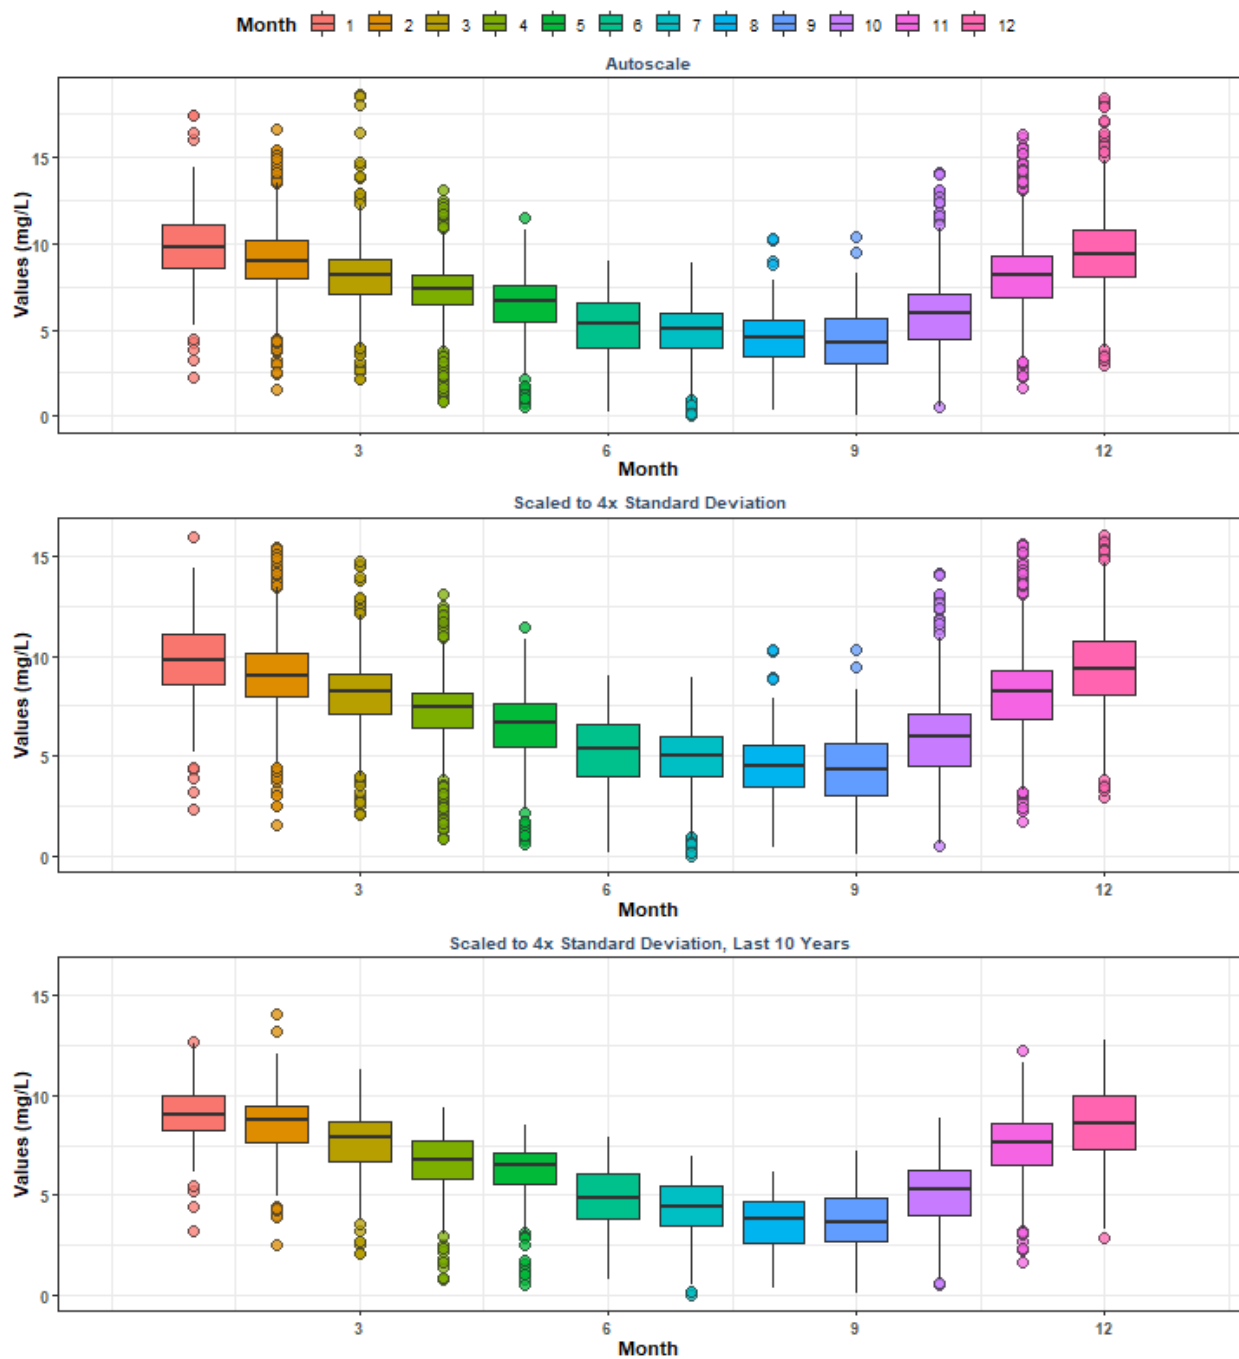 Month 1 2 3 4 5 6 7 8 9 10 11 12
Autoscale
Values (mg/L)
15
10
5
0
3 6 9 12
Month
Scaled to 4x Standard Deviation
Values (mg/L)
15
10
5
0
3 6 9 12
Month
Scaled to 4x Standard Deviation, Last 10 Years
Values (mg/L)
15
10
5
0
3 6 9 12
Month